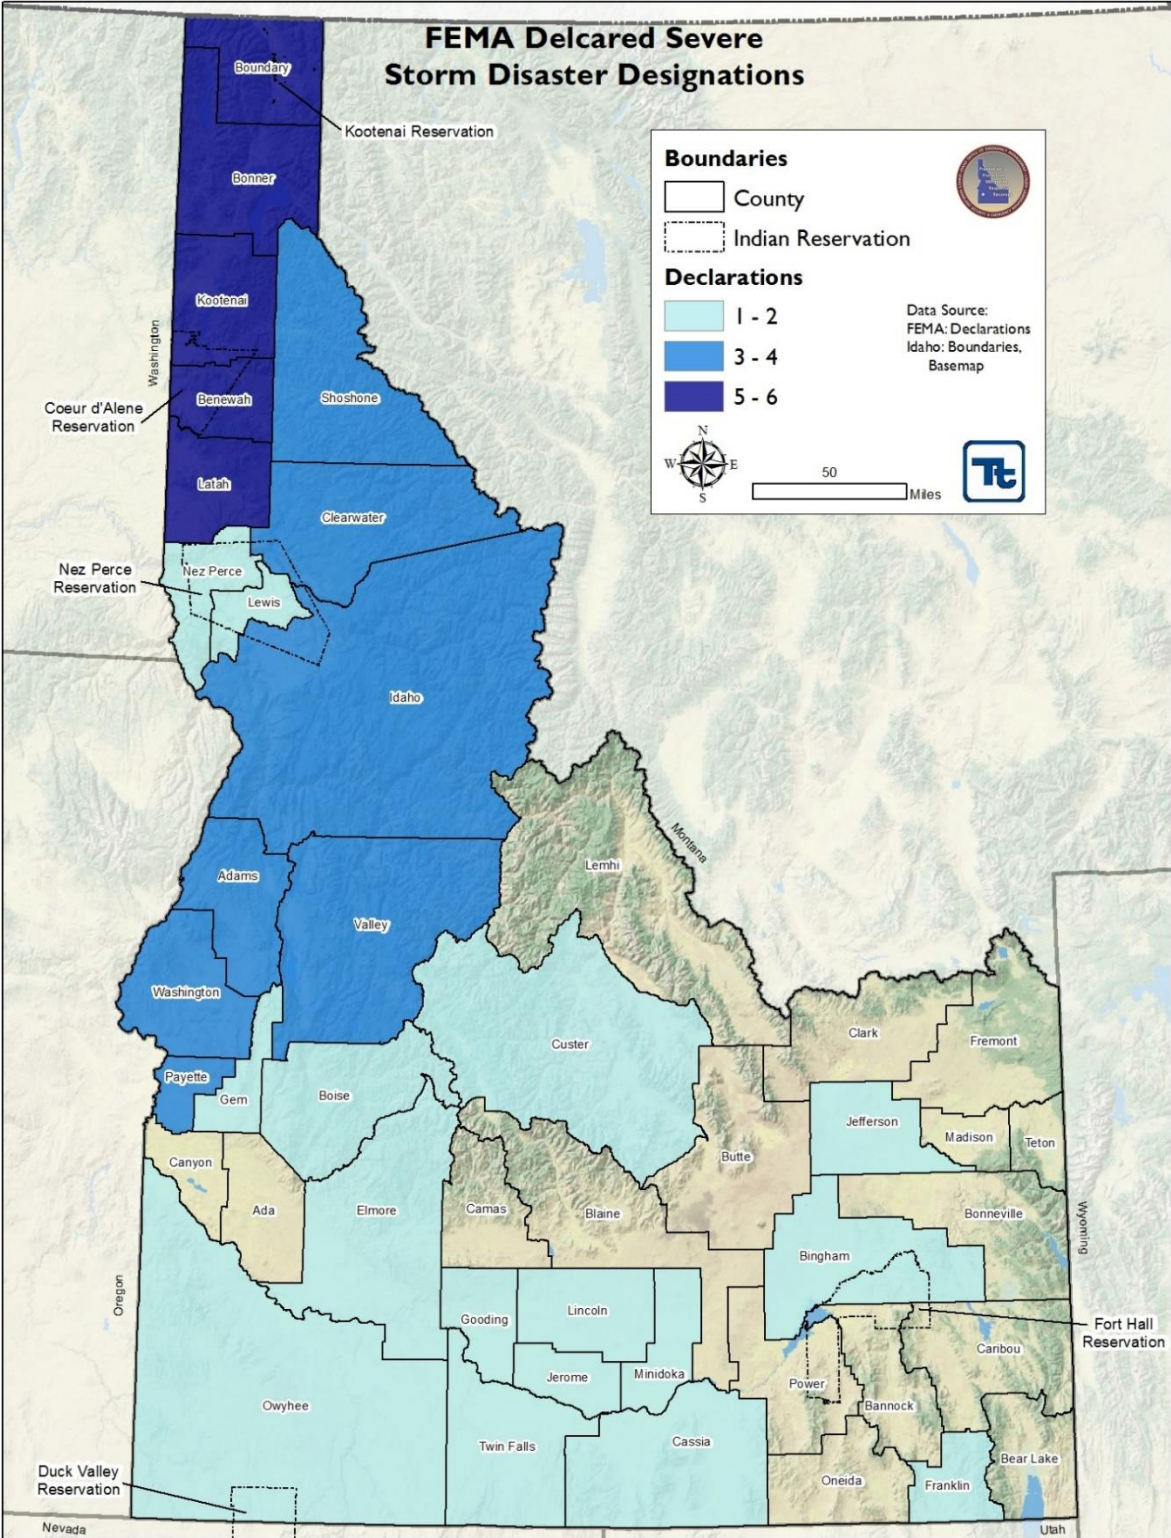 FEMA Delcared Severe
Storm Disaster Designations
Boundary
Kootenai Reservation
Bonner
Kootenai
Washington
Benewah
Coeur d'Alene
Reservation
Latah
Shoshone
Clearwater
Nez Perce
Nez Perce
Reservation
Lewis
Idaho
Boundaries
County
Indian Reservation
Declarations
1 - 2
3 - 4
5 - 6
Data Source:
FEMA: Declarations
Idaho: Boundaries,
Basemap
N
W
E
S
50
Miles
Tt
Montana
Lemhi
Adams
Valley
Washington
Custer
Clark
Fremont
Payette
Gem
Boise
Jefferson
Madison
Teton
Canyon
Ada
Elmore
Camas
Blaine
Butte
Bonneville
Wyoming
Bingham
Oregon
Gooding
Lincoln
Jerome
Minidoka
Fort Hall
Reservation
Caribou
Power
Bannock
Owyhee
Twin Falls
Cassia
Oneida
Franklin
Bear Lake
Duck Valley
Reservation
Nevada
Utah